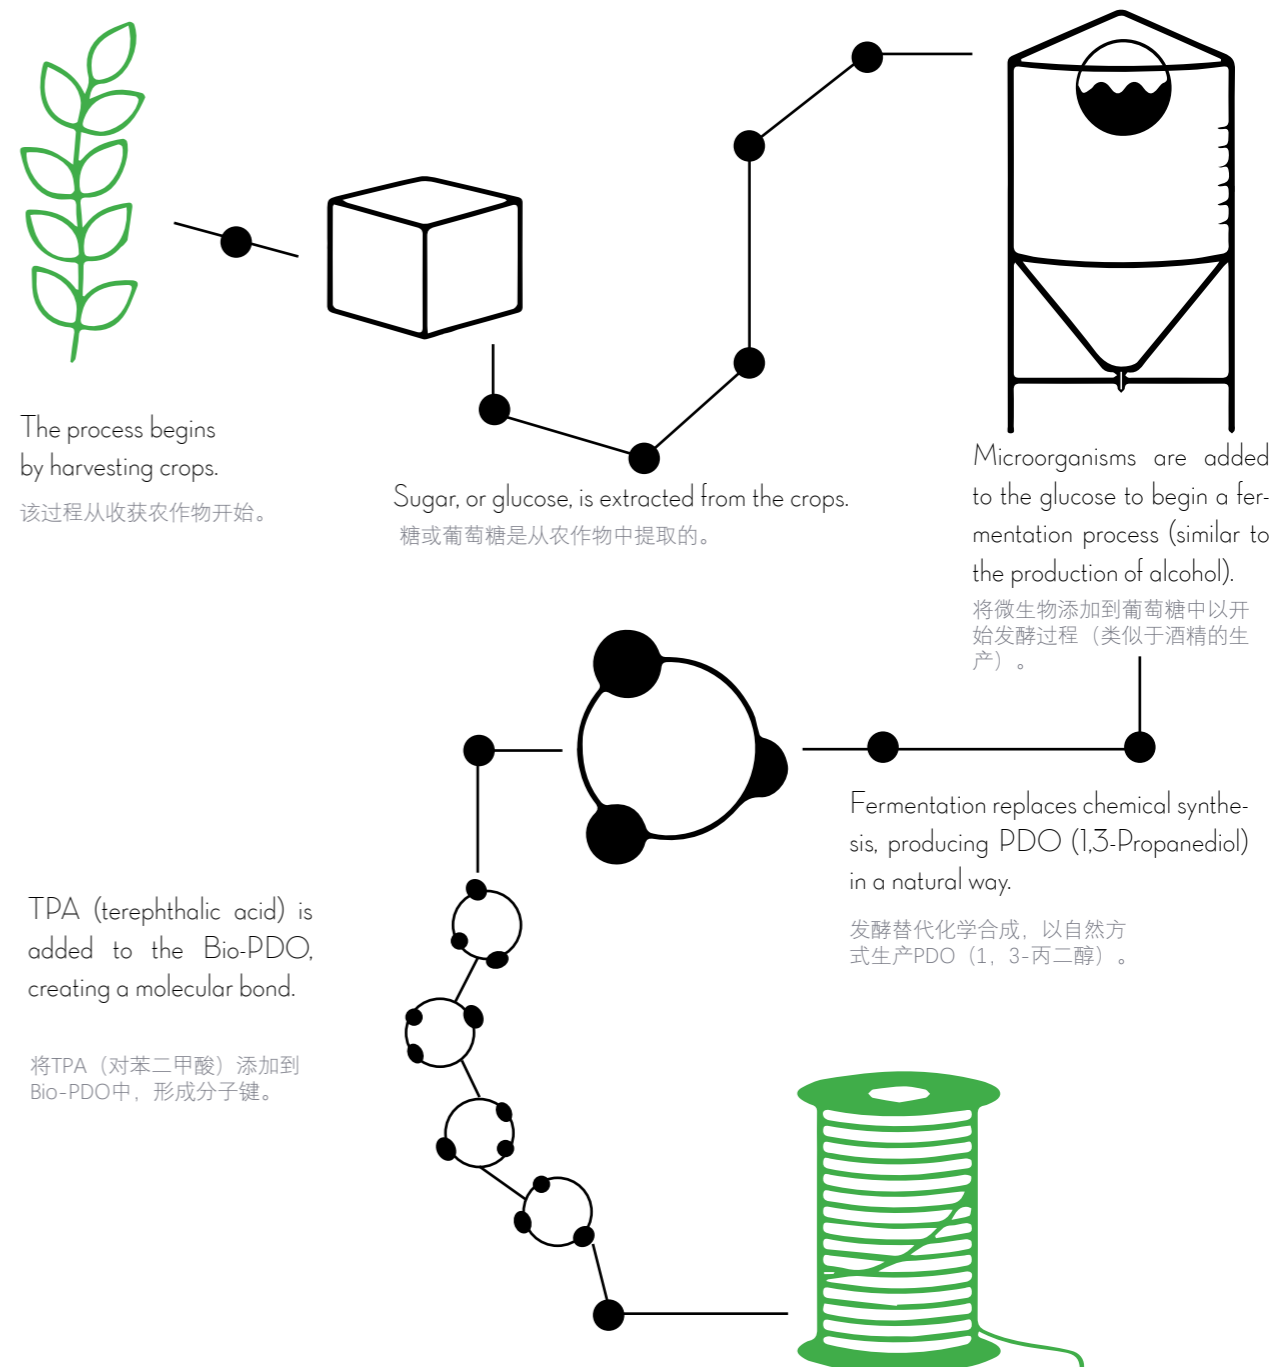 The process begins
by harvesting crops.
该过程从收获农作物开始。
Sugar, or glucose, is extracted from the crops.
糖或葡萄糖是从农作物中提取的。
Microorganisms are added
to the glucose to begin a fer-
mentation process (similar to
the production of alcohol).
将微生物添加到葡萄糖中以开
始发酵过程（类似于酒精的生
产）。
Fermentation replaces chemical synthe-
sis, producing PDO (1,3-Propanediol)
in a natural way.
发酵替代化学合成，以自然方
式生产PDO（1，3-丙二醇）。
TPA (terephthalic acid) is
added to the Bio-PDO,
creating a molecular bond.
将TPA（对苯二甲酸）添加到
Bio-PDO中，形成分子键。